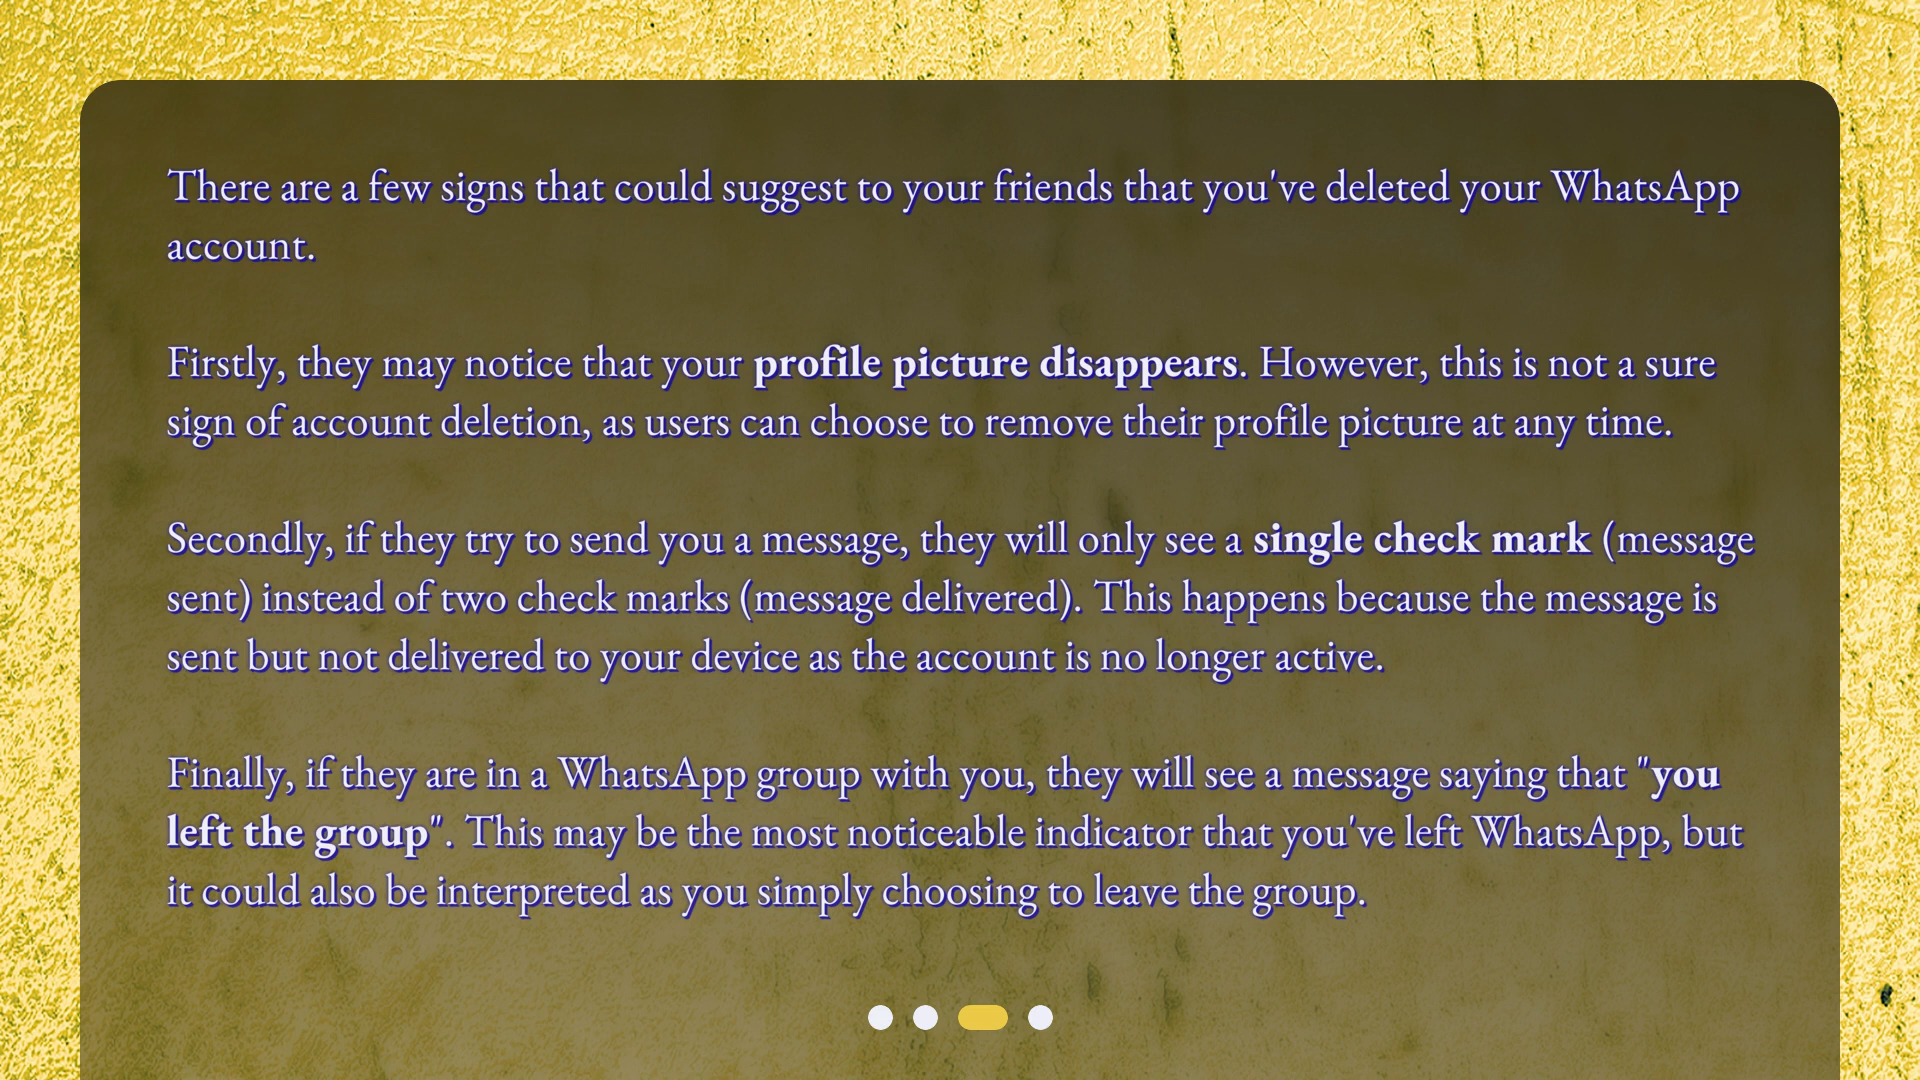 There are a few signs that could suggest to your friends that you've deleted your WhatsApp
account.
Firstly, they may notice that your profile picture disappears. However, this is not a sure
sign of account deletion, as users can choose to remove their profile picture at any time.
Secondly, if they try to send you a message, they will only see a single check mark (message
sent) instead of two check marks (message delivered). This happens because the message is
sent but not delivered to your device as the account is no longer active.
Finally, if they are in a WhatsApp group with you, they will see a message saying that "you
left the group". This may be the most noticeable indicator that you've left WhatsApp, but
it could also be interpreted as you simply choosing to leave the group.